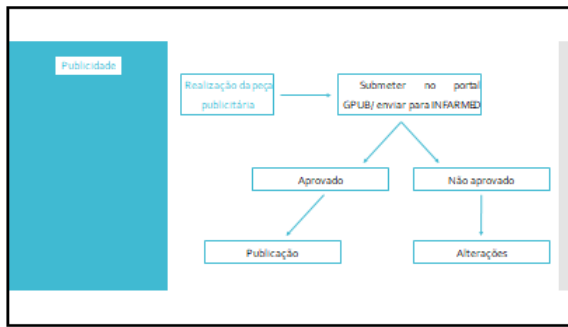 Publicidade
Realização da peça
publicitária
Submeter no portal
GPUB/ enviar para INFARMED
Aprovado
Não aprovado
Publicação
Alterações